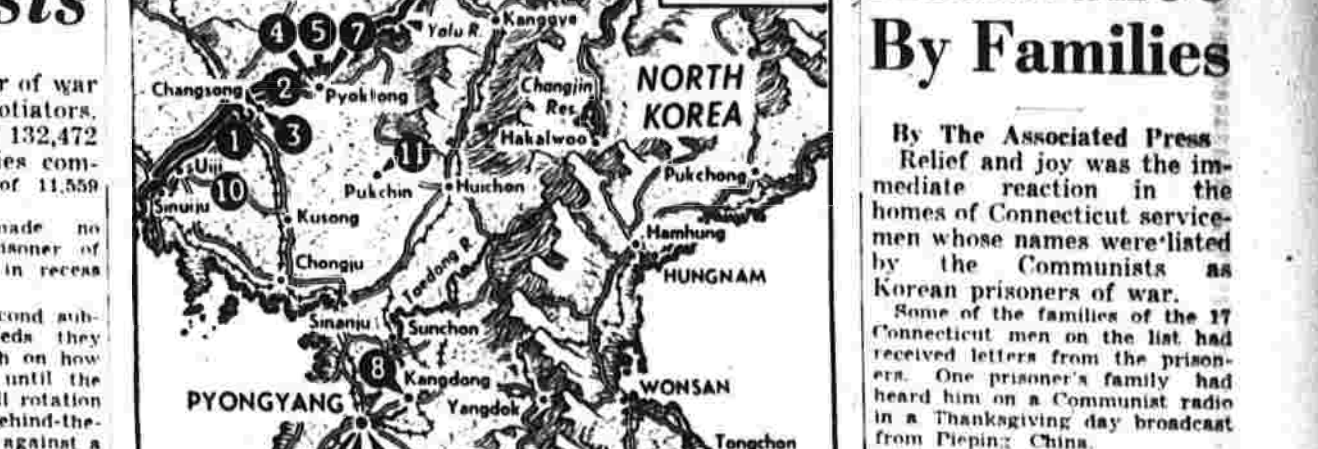 r of war
otiators,
132,472
ies com-
of 11,559
made no
isoner of
in recess
cond sub-
eds they
h on how
until the
ll rotation
ehind-the-
against a
Kanggye
Yalu R.
4 5 7
NORTH
KOREA
Changjin
Res.
Changsong
2
Pyoktong
Hakalwoo
1
3
11
Uiji
10
Pukchin
Huichon
Pukchong
Sinuiju
Kusong
Hamhung
Chongju
HUNGNAM
Taedong R.
Sinanju
Sunchon
8
Kangdong
WONSAN
PYONGYANG
Yangdok
Tongchon
By Families
By The Associated Press
Relief and joy was the im-
mediate reaction in the
homes of Connecticut service-
men whose names were listed
by the Communists as
Korean prisoners of war.
Some of the families of the 17
Connecticut men on the list had
received letters from the prison-
ers. One prisoner's family had
heard him on a Communist radio
in a Thanksgiving day broadcast
from Pieping China.